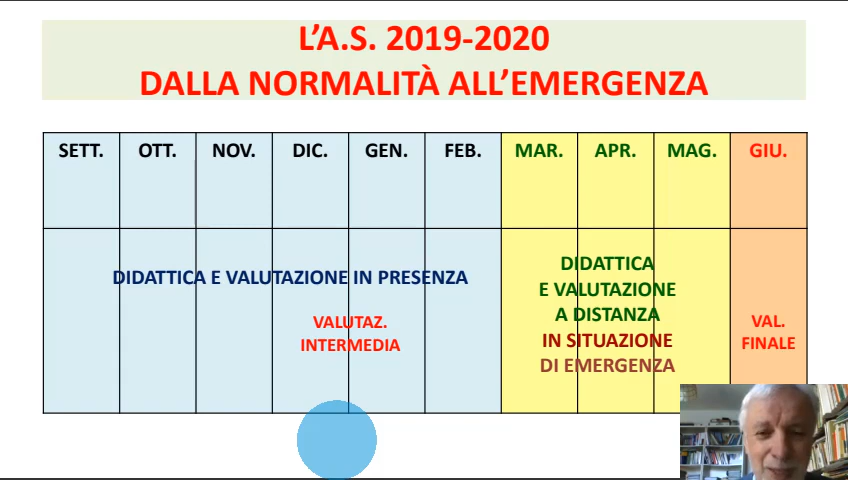 L'A.S. 2019-2020
DALLA NORMALITÀ ALL'EMERGENZA
SETT. OTT. NOV. DIC. GEN. FEB. MAR. APR. MAG. GIU.
DIDATTICA E VALUTAZIONE IN PRESENZA
VALUTAZ.
INTERMEDIA
DIDATTICA
E VALUTAZIONE
A DISTANZA
IN SITUAZIONE
DI EMERGENZA
VAL.
FINALE